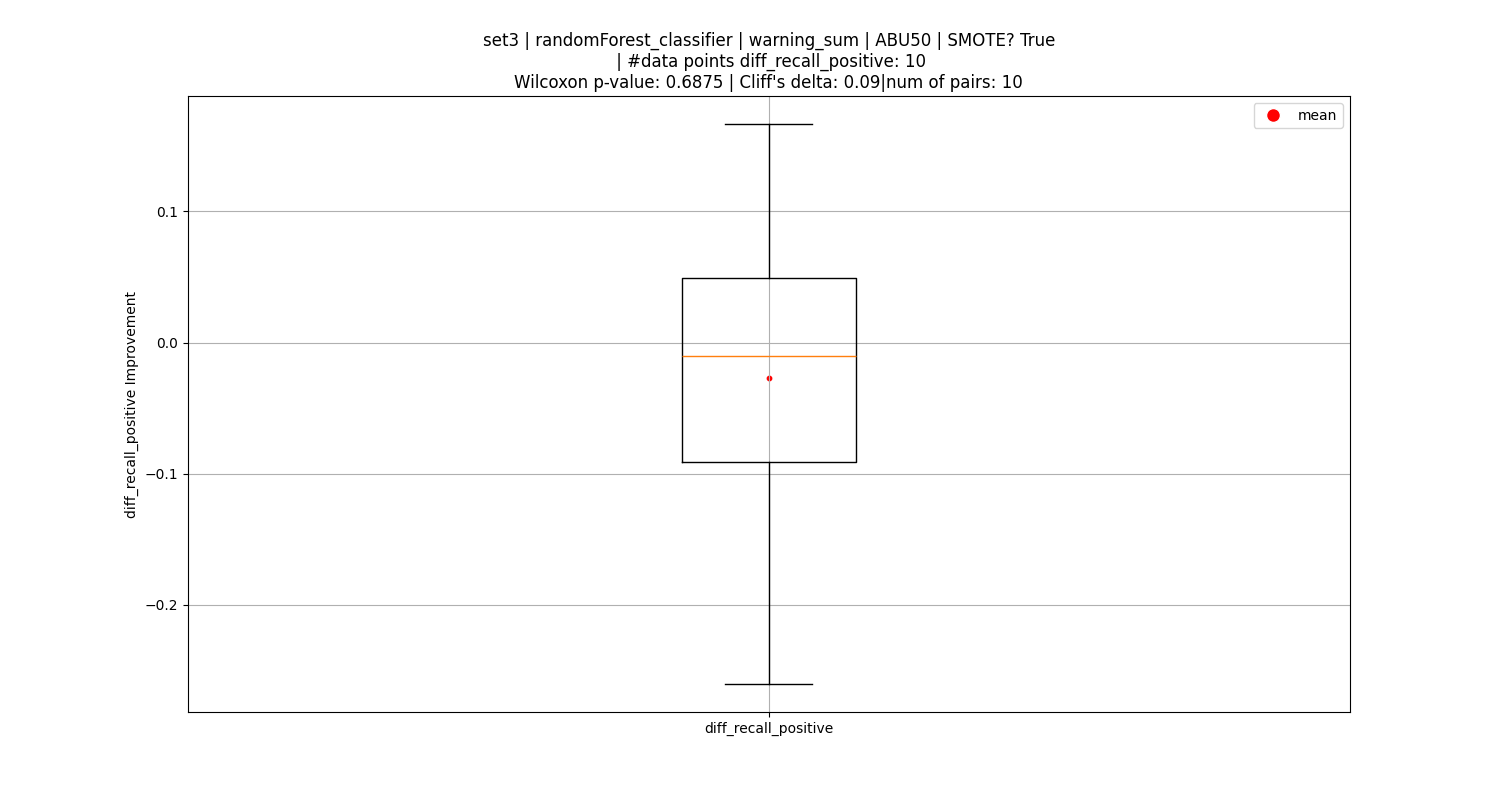 set3 | randomForest_classifier | warning_sum | ABU50 | SMOTE? True
| #data points diff_recall_positive: 10
Wilcoxon p-value: 0.6875 | Cliff's delta: 0.09|num of pairs: 10
mean
0.1
0.0
−0.1
−0.2
diff_recall_positive Improvement
diff_recall_positive